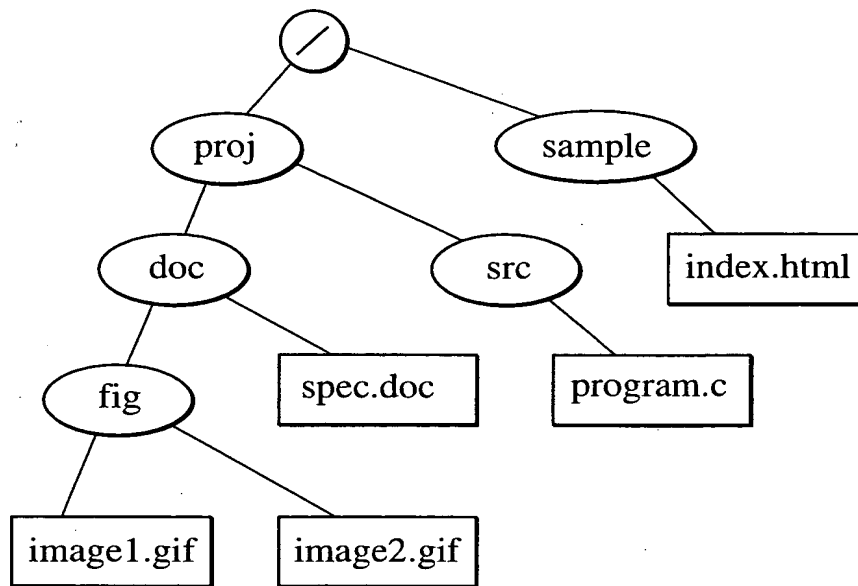 /
proj
sample
doc
src
index.html
fig
spec.doc
program.c
image1.gif
image2.gif